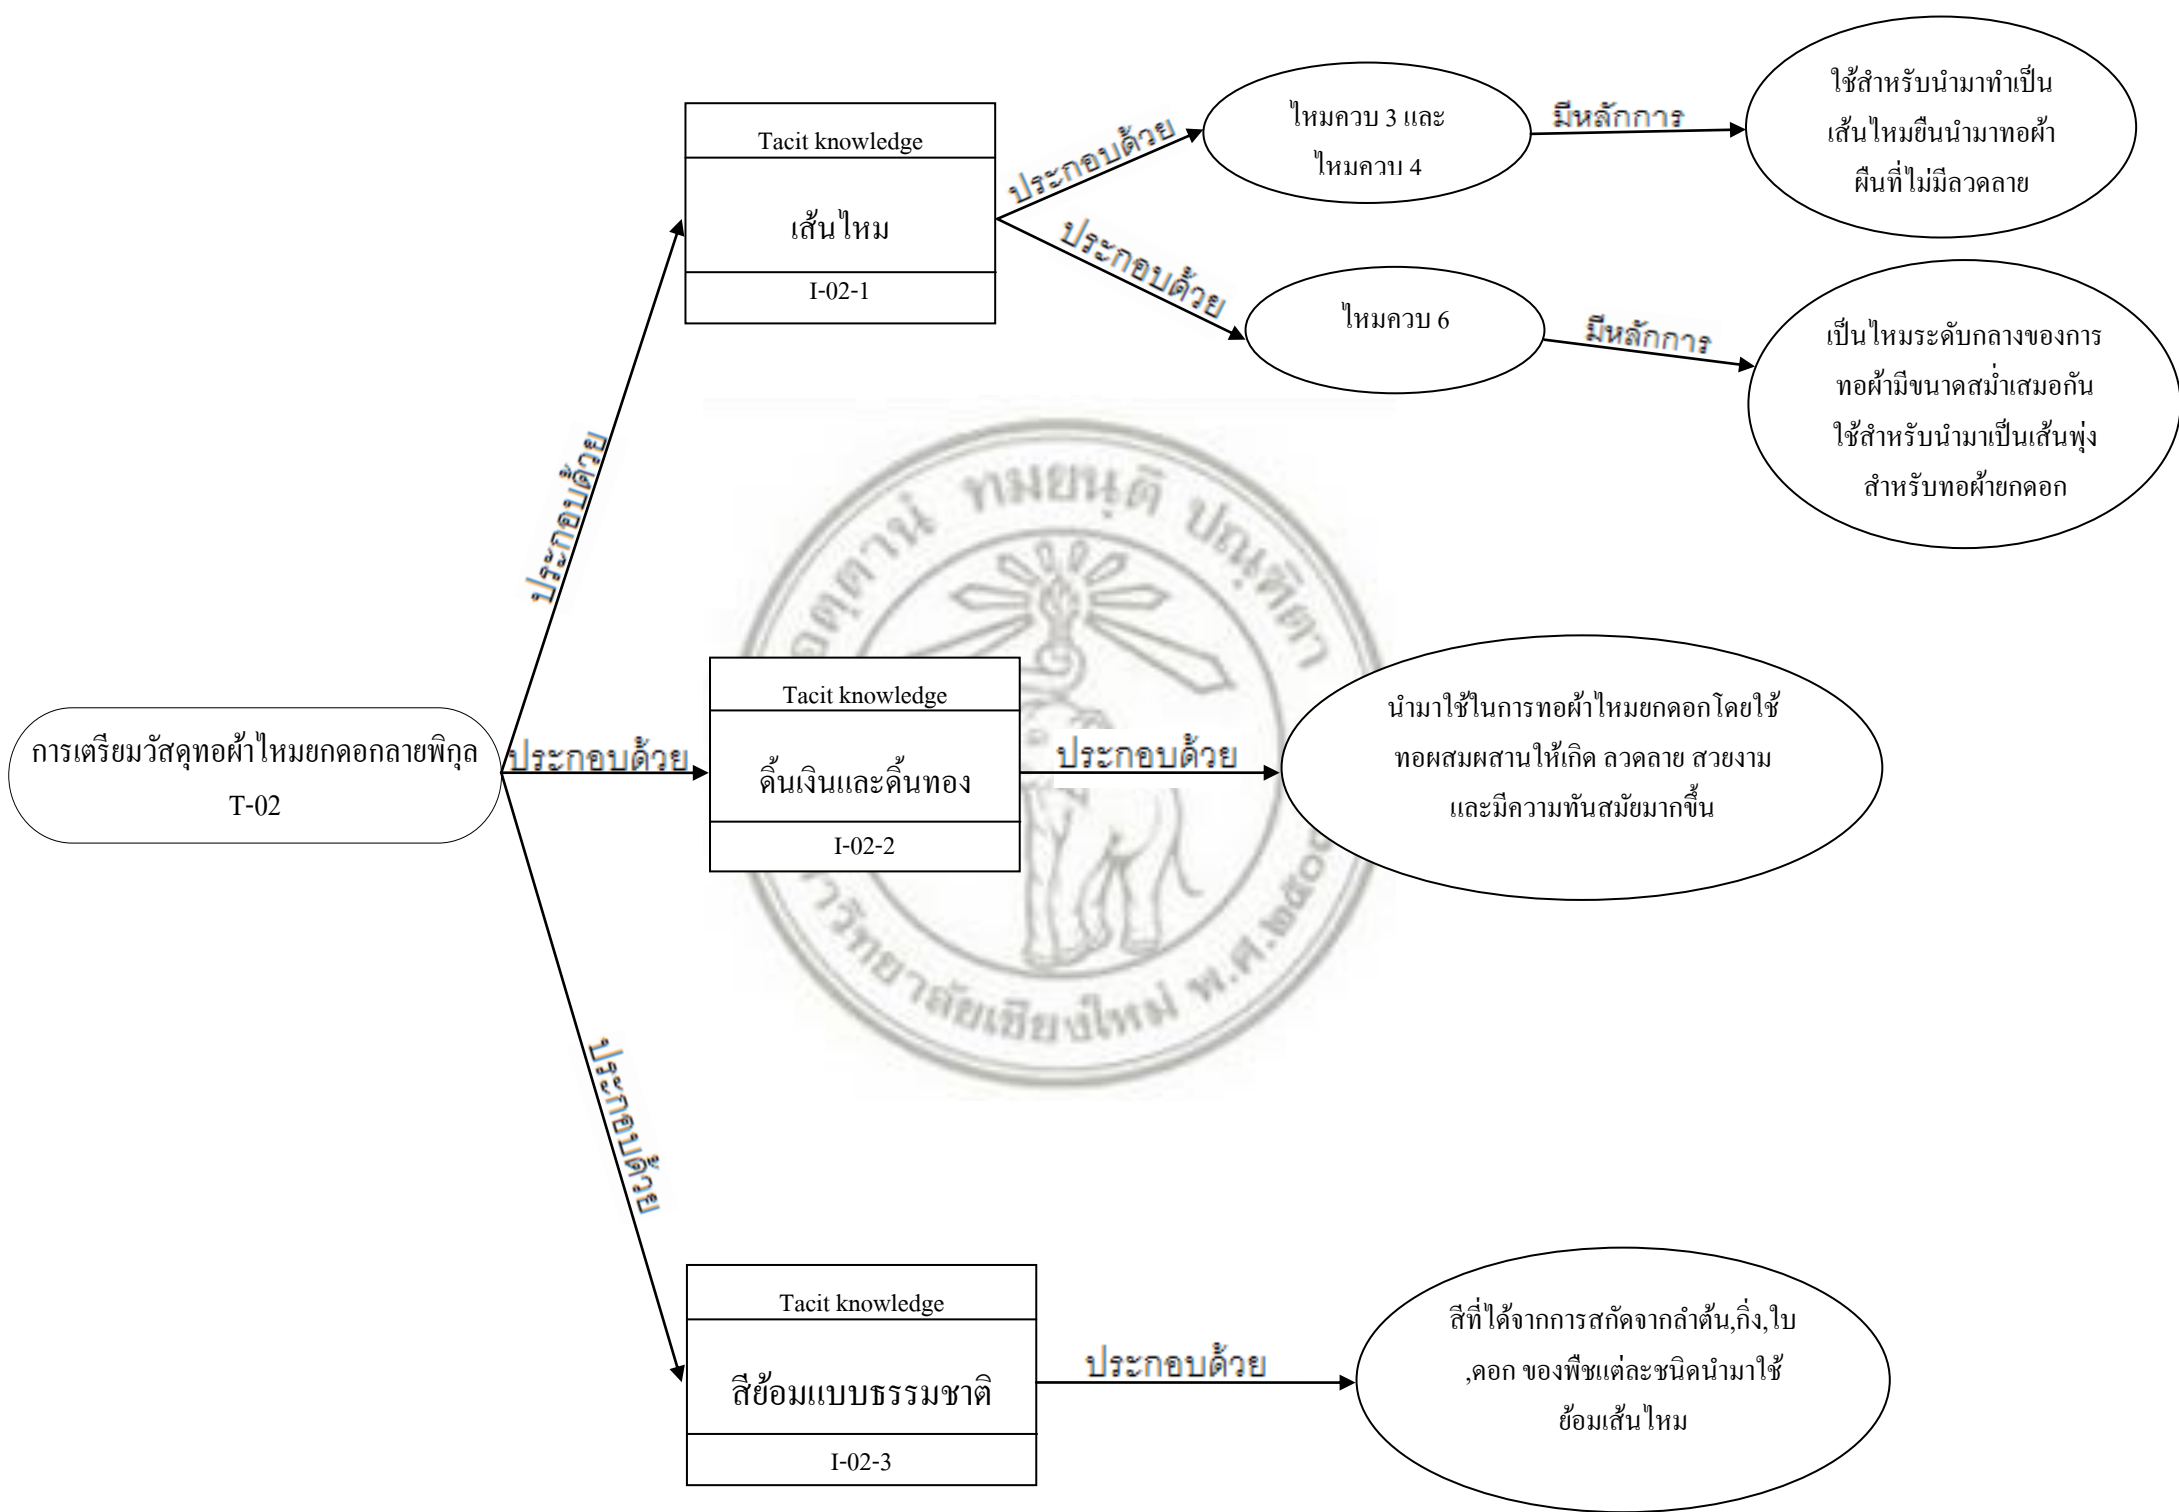 Tacit knowledge
เส้นไหม
I-02-1
ประกอบด้วย
ไหมควบ 3 และ
ไหมควบ 4
มีหลักการ
ใช้สำหรับนำมาทำเป็น
เส้นไหมยืนนำมาทอผ้า
ผืนที่ไม่มีลวดลาย
ประกอบด้วย
ไหมควบ 6
มีหลักการ
เป็นไหมระดับกลางของการ
ทอผ้ามีขนาดสม่ำเสมอกัน
ใช้สำหรับนำมาเป็นเส้นพุ่ง
สำหรับทอผ้ายกดอก
ประกอบด้วย
อตฺตานํ ทมยนฺติ ปณฺฑิตา
การเตรียมวัสดุทอผ้าไหมยกดอกลายพิกุล
T-02
ประกอบด้วย
Tacit knowledge
ดิ้นเงินและดิ้นทอง
I-02-2
ประกอบด้วย
นำมาใช้ในการทอผ้าไหมยกดอกโดยใช้
ทอผสมผสานให้เกิด ลวดลาย สวยงาม
และมีความทันสมัยมากขึ้น
ประกอบด้วย
Tacit knowledge
สีย้อมแบบธรรมชาติ
I-02-3
ประกอบด้วย
สีที่ได้จากการสกัดจากลำต้น,กิ่ง,ใบ
,ดอก ของพืชแต่ละชนิดนำมาใช้
ย้อมเส้นไหม